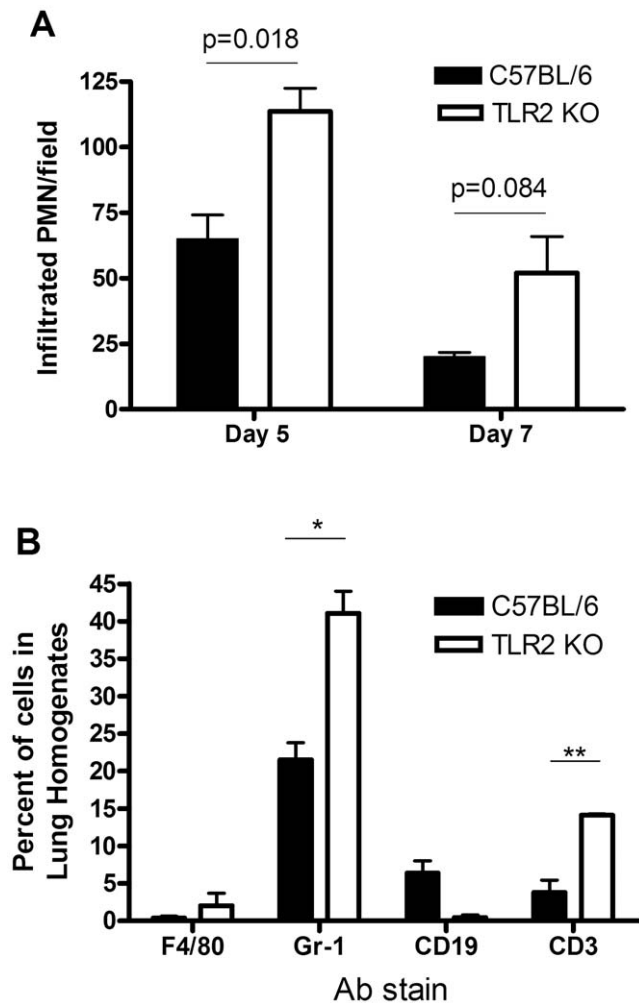 A
p=0.018
C57BL/6
TLR2 KO
p=0.084
Infiltrated PMN/field
125
100
75
50
25
0
Day 5
Day 7
B
*
C57BL/6
TLR2 KO
**
Percent of cells in
Lung Homogenates
45
40
35
30
25
20
15
10
5
0
F4/80
Gr-1
CD19
CD3
Ab stain